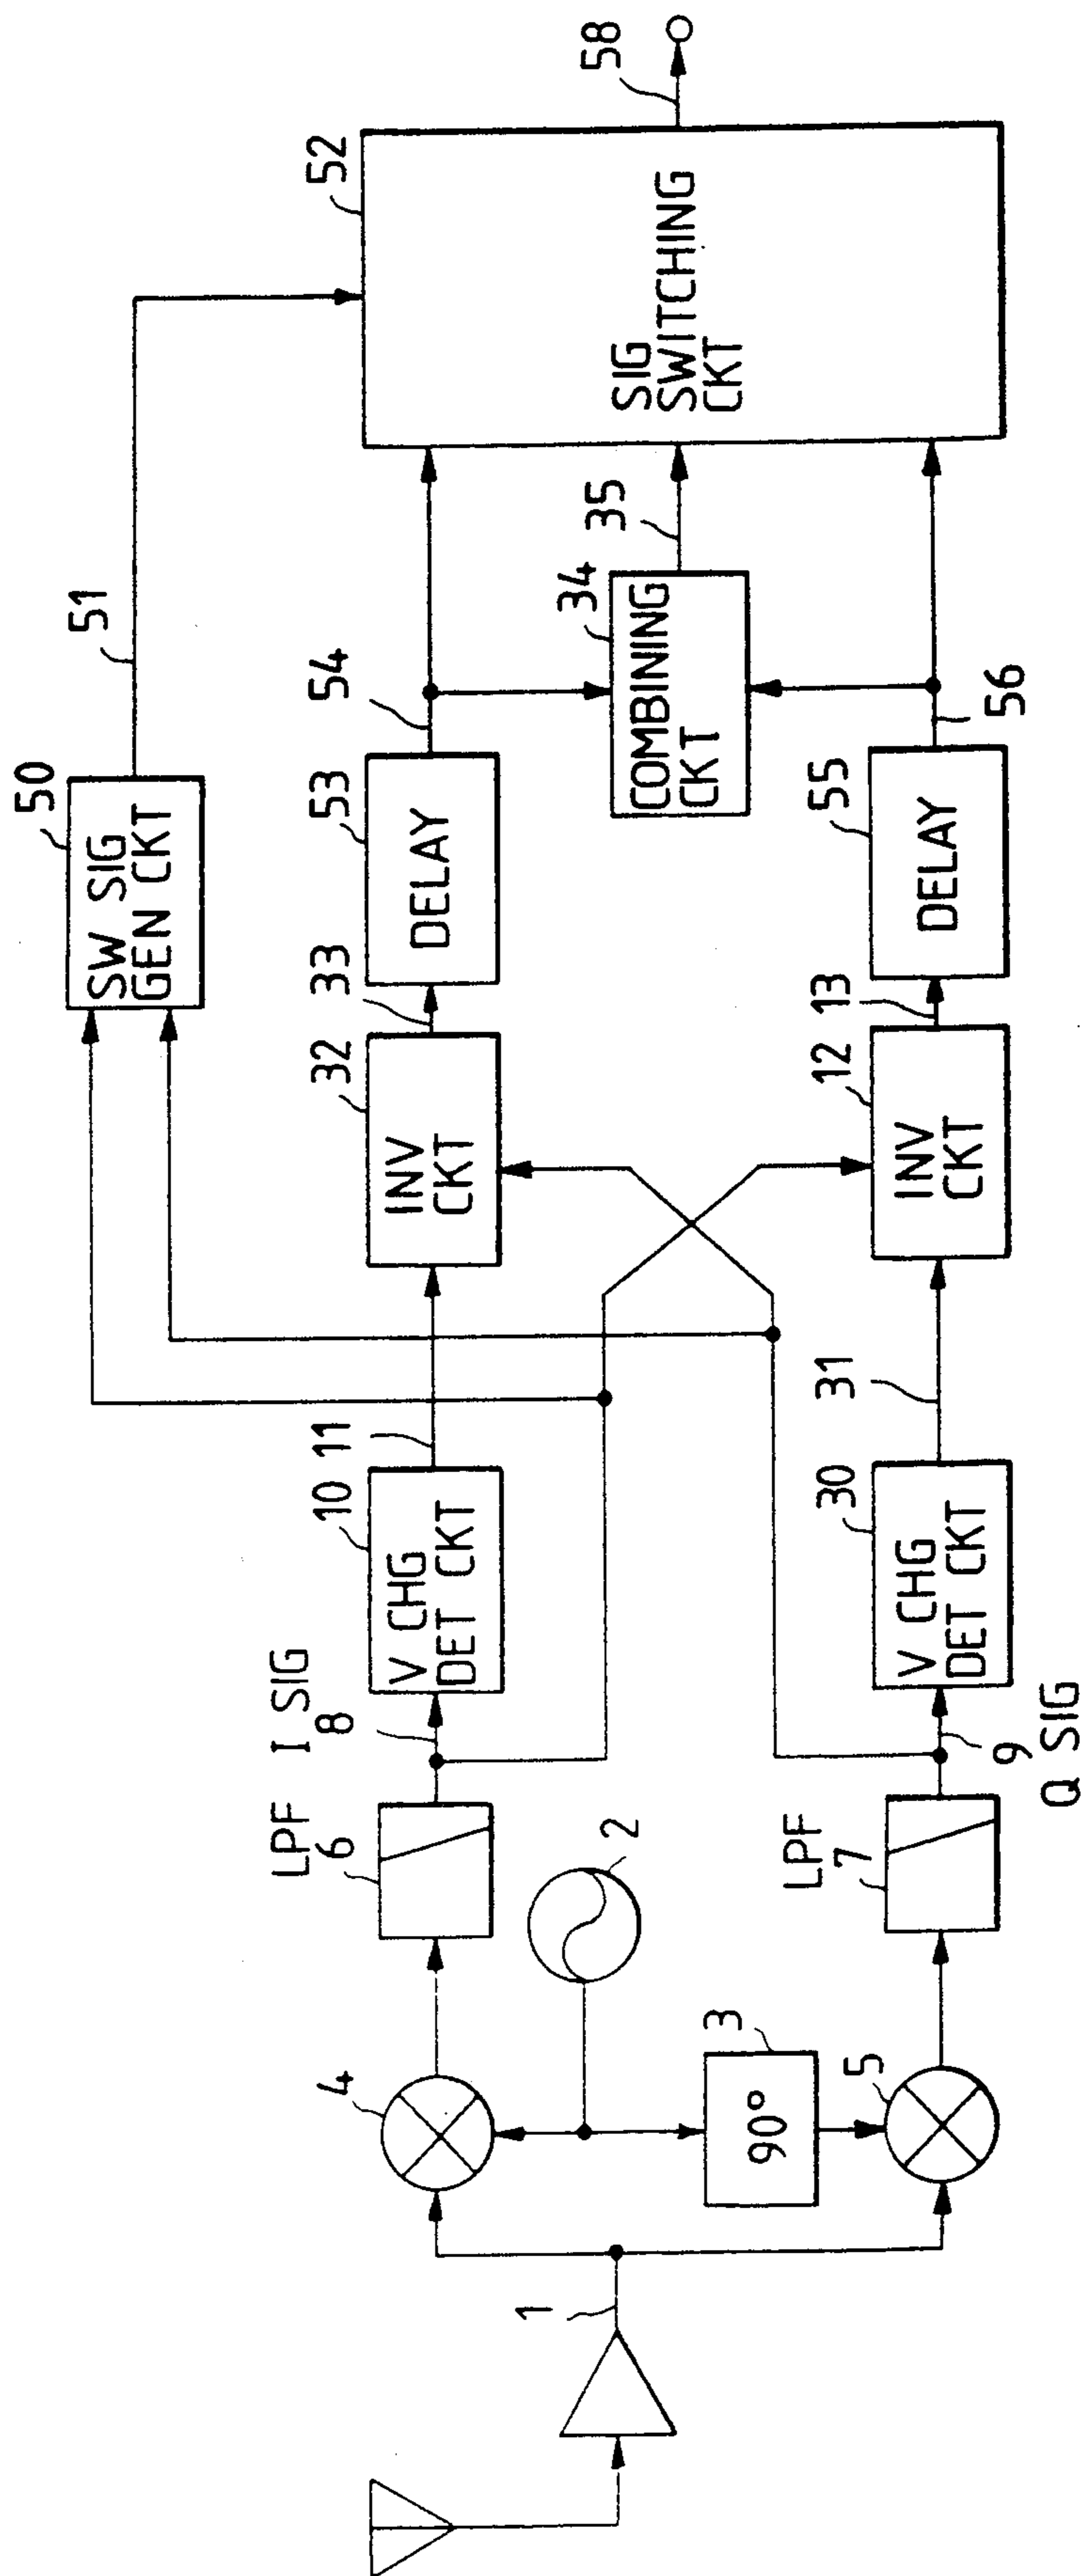 1
4
2
3
90°
5
LPF
6
I SIG
8
LPF
7
9
Q SIG
10
V CHG
DET CKT
11
30
V CHG
DET CKT
31
32
INV
CKT
33
12
INV
CKT
13
50
SW SIG
GEN CKT
51
53
DELAY
54
55
DELAY
56
34
COMBINING
CKT
35
52
SIG
SWITCHING
CKT
58